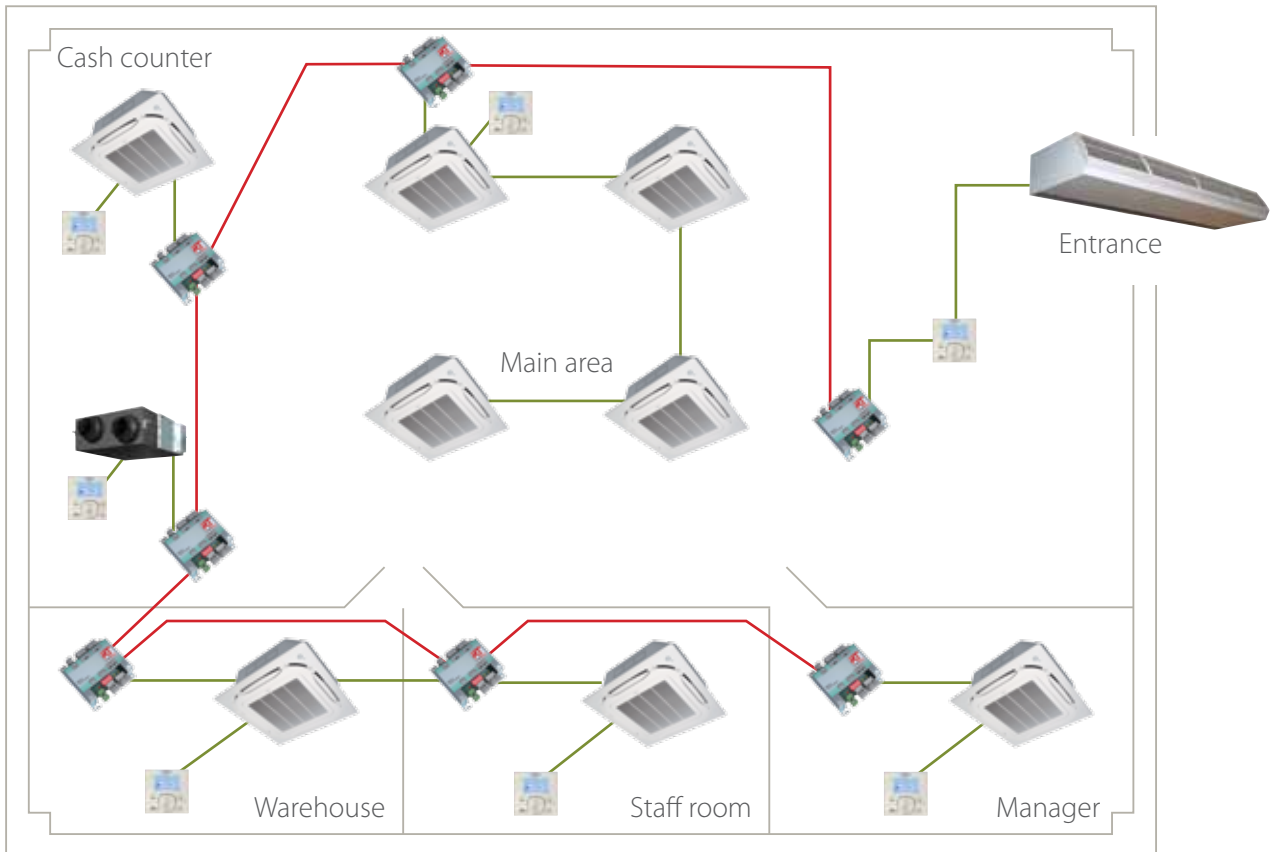 Cash counter
Entrance
Main area
Warehouse
Staff room
Manager